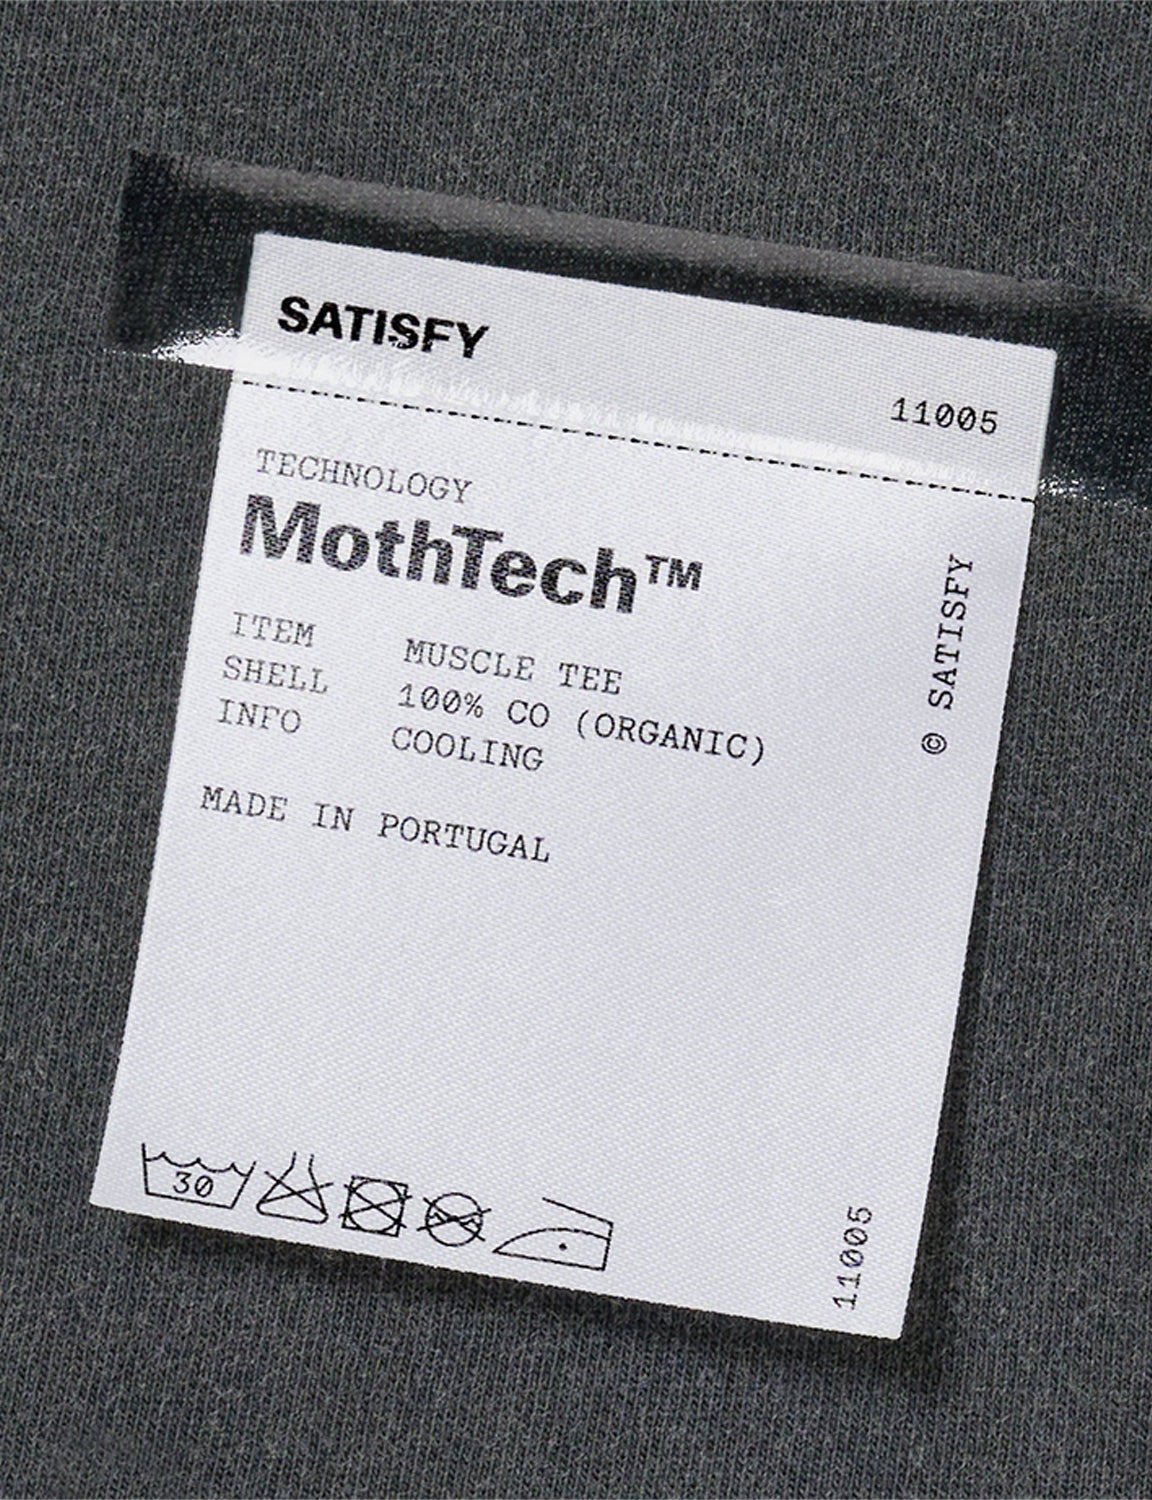 SATISFY
11005
TECHNOLOGY
MothTech™
ITEM MUSCLE TEE
SHELL 100% CO (ORGANIC)
INFO COOLING
MADE IN PORTUGAL
© SATISFY
30
11005